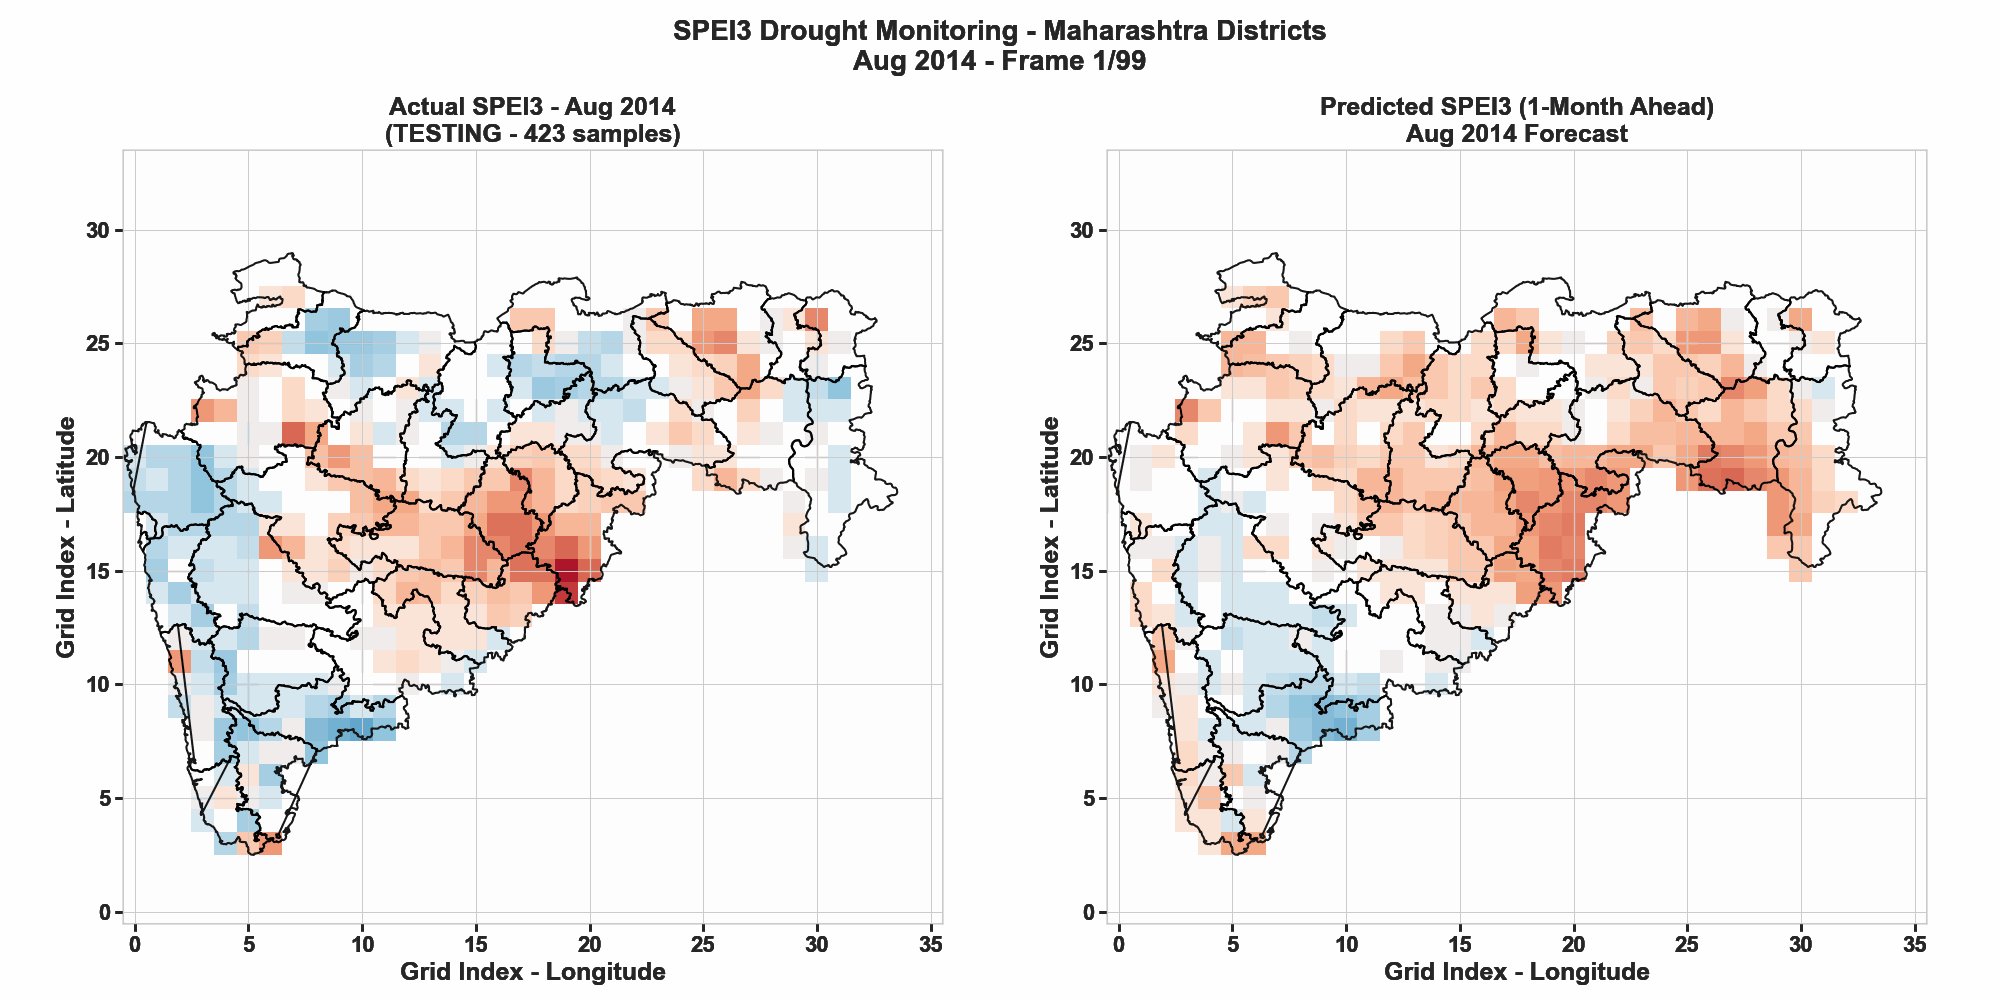 SPEI3 Drought Monitoring - Maharashtra Districts
Aug 2014 - Frame 1/99
Actual SPEI3 - Aug 2014
(TESTING - 423 samples)
Grid Index - Latitude
30
25
20
15
10
5
0
0 5 10 15 20 25 30 35
Grid Index - Longitude
Predicted SPEI3 (1-Month Ahead)
Aug 2014 Forecast
Grid Index - Latitude
30
25
20
15
10
5
0
0 5 10 15 20 25 30 35
Grid Index - Longitude